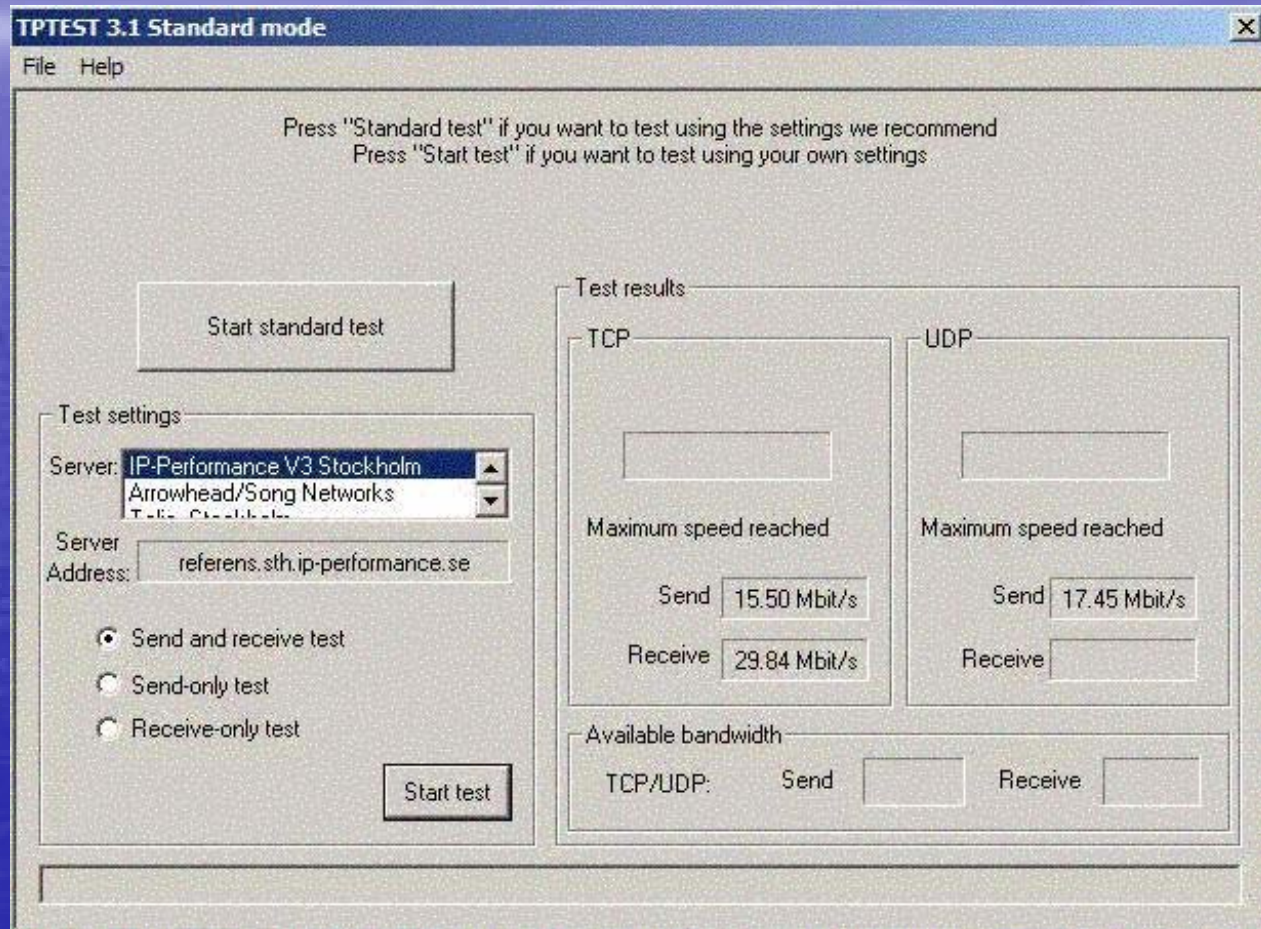 TPTEST 3.1 Standard mode
File Help
Press "Standard test" if you want to test using the settings we recommend
Press "Start test" if you want to test using your own settings
Start standard test
Test settings
Server:
IP-Performance V3 Stockholm
Arrowhead/Song Networks
Server
Address:
referens.sth.ip-performance.se
Send and receive test
Send-only test
Receive-only test
Start test
Test results
TCP
Maximum speed reached
Send 15.50 Mbit/s
Receive 29.84 Mbit/s
UDP
Maximum speed reached
Send 17.45 Mbit/s
Receive
Available bandwidth
TCP/UDP: Send Receive